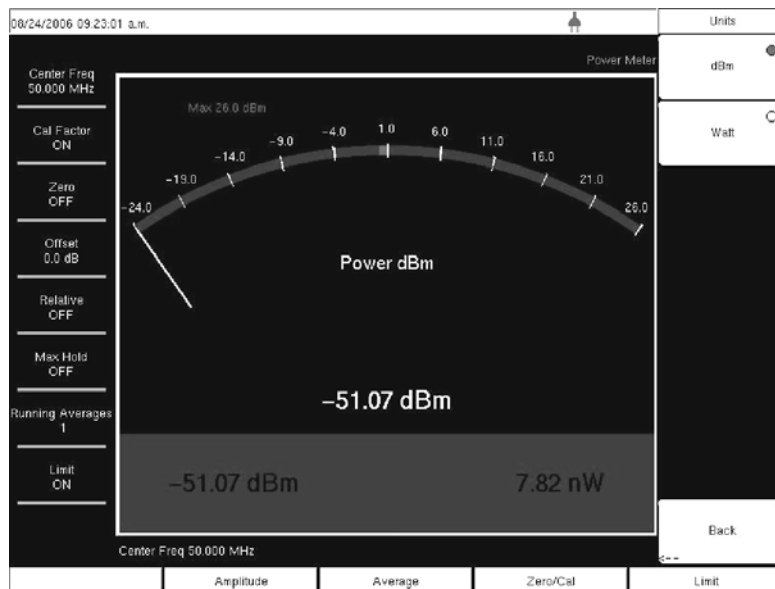 08/24/2006 09:23:01 a.m.
Units
Power Meter
dBm
Watt
Center Freq
50.000 MHz
Cal Factor
ON
Zero
OFF
Offset
0.0 dB
Relative
OFF
Max Hold
OFF
Running Averages
1
Limit
ON
Max 26.0 dBm
-24.0
-19.0
-14.0
-9.0
-4.0
1.0
6.0
11.0
16.0
21.0
26.0
Power dBm
-51.07 dBm
-51.07 dBm
7.82 nW
Center Freq 50.000 MHz
Back
<--
Amplitude
Average
Zero/Cal
Limit